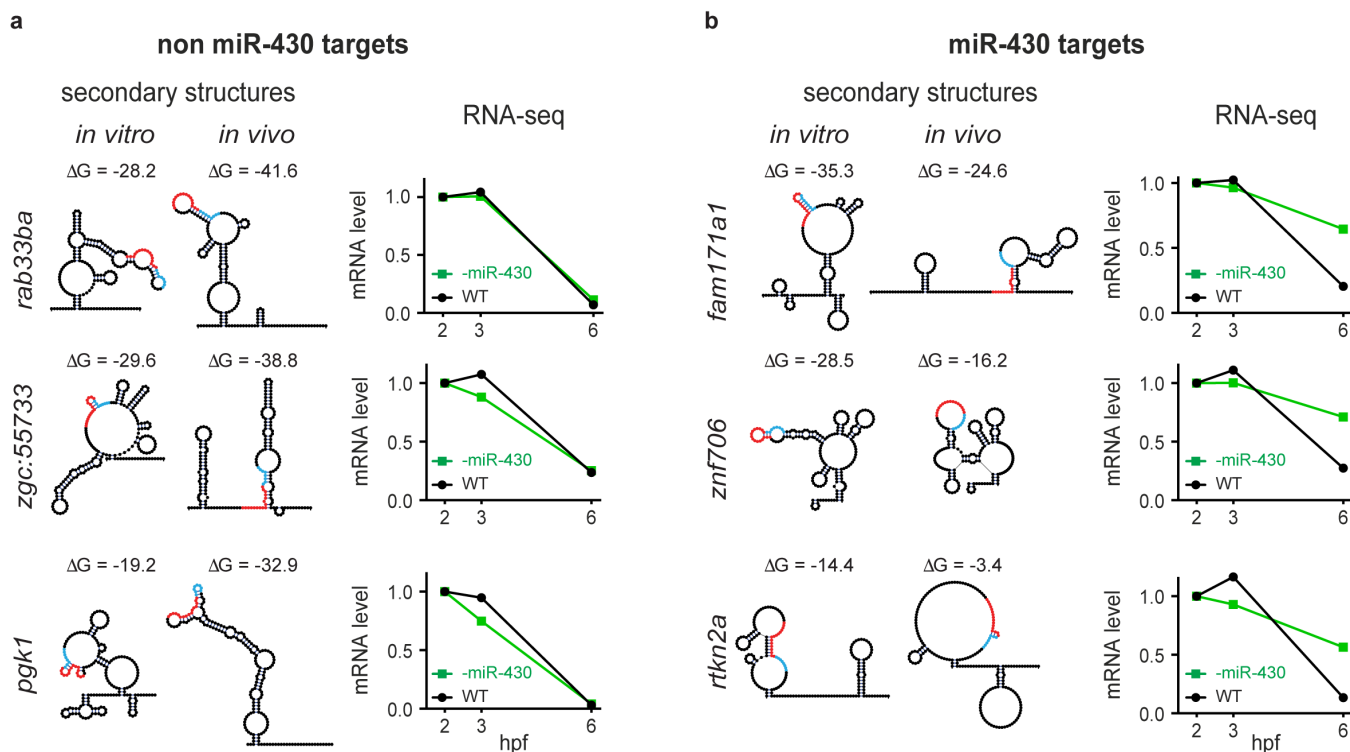 a
non miR-430 targets
secondary structures
in vitro
in vivo
RNA-seq
rab33ba
ΔG = -28.2
ΔG = -41.6
mRNA level
1.0
0.5
0.0
-miR-430
WT
2
3
6
zgc:55733
ΔG = -29.6
ΔG = -38.8
mRNA level
1.0
0.5
0.0
-miR-430
WT
2
3
6
pgk1
ΔG = -19.2
ΔG = -32.9
mRNA level
1.0
0.5
0.0
-miR-430
WT
2
3
6
hpf
b
miR-430 targets
secondary structures
in vitro
in vivo
RNA-seq
fam171a1
ΔG = -35.3
ΔG = -24.6
mRNA level
1.0
0.5
0.0
-miR-430
WT
2
3
6
znf706
ΔG = -28.5
ΔG = -16.2
mRNA level
1.0
0.5
0.0
-miR-430
WT
2
3
6
rtkn2a
ΔG = -14.4
ΔG = -3.4
mRNA level
1.0
0.5
0.0
-miR-430
WT
2
3
6
hpf